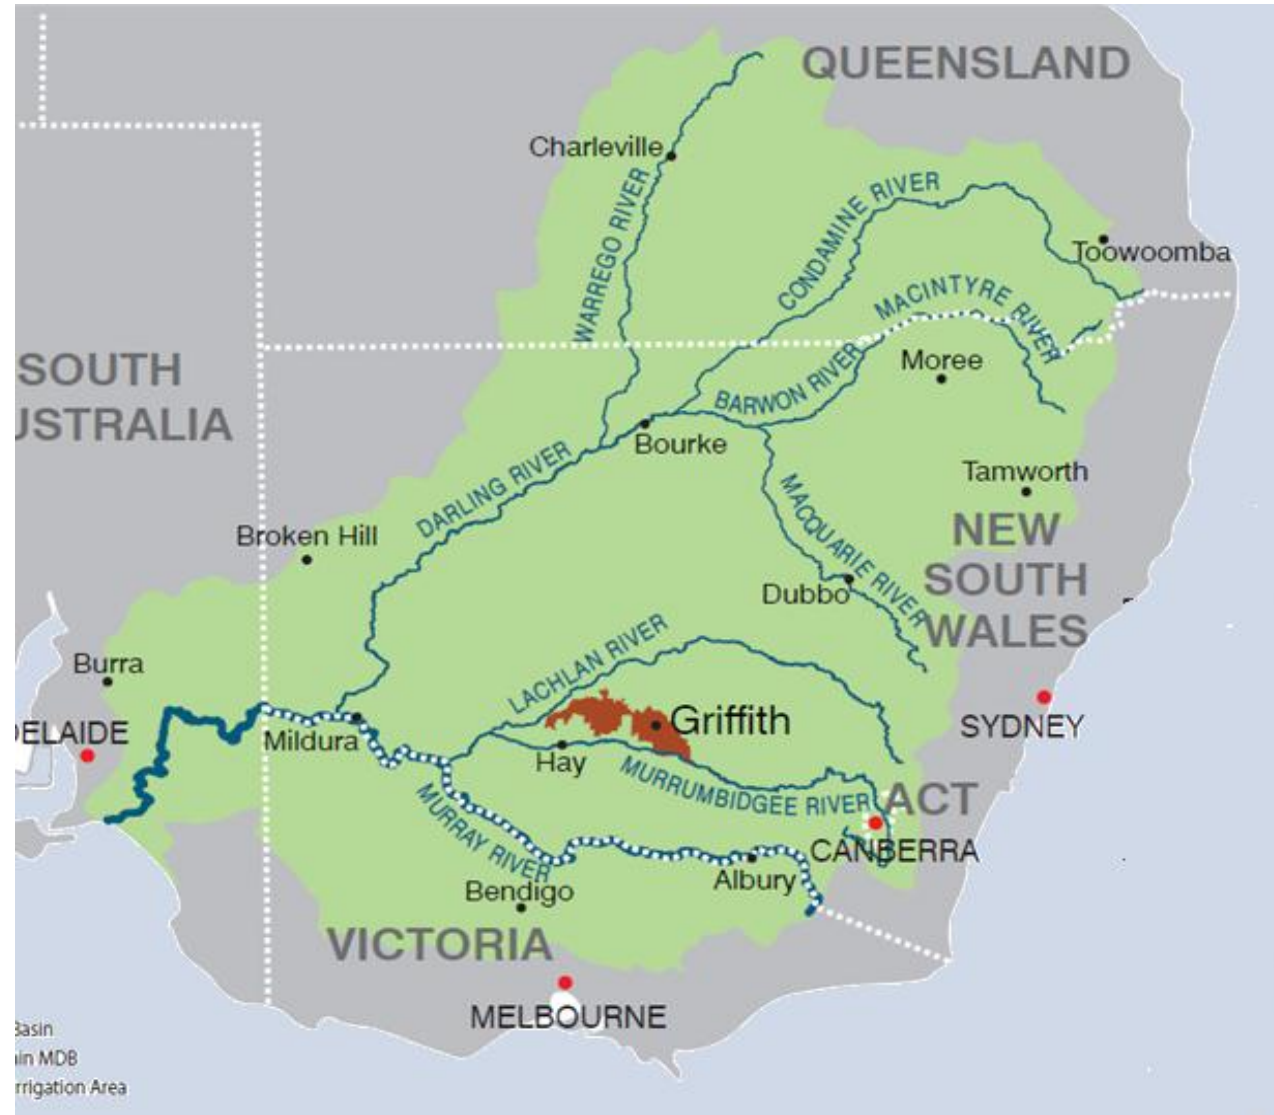 QUEENSLAND
Charleville
WARREGO RIVER
CONDAMINE RIVER
Toowoomba
MACINTYRE RIVER
SOUTH
USTRALIA
Moree
BARWON RIVER
Bourke
DARLING RIVER
Tamworth
MACQUARIE RIVER
NEW
SOUTH
WALES
Broken Hill
Dubbo
LACHLAN RIVER
Burra
Griffith
SYDNEY
DELAIDE
Mildura
Hay
MURRUMBIDGEE RIVER
ACT
MURRAY RIVER
CANBERRA
Albury
Bendigo
VICTORIA
MELBOURNE
Basin
ain MDB
rrigation Area